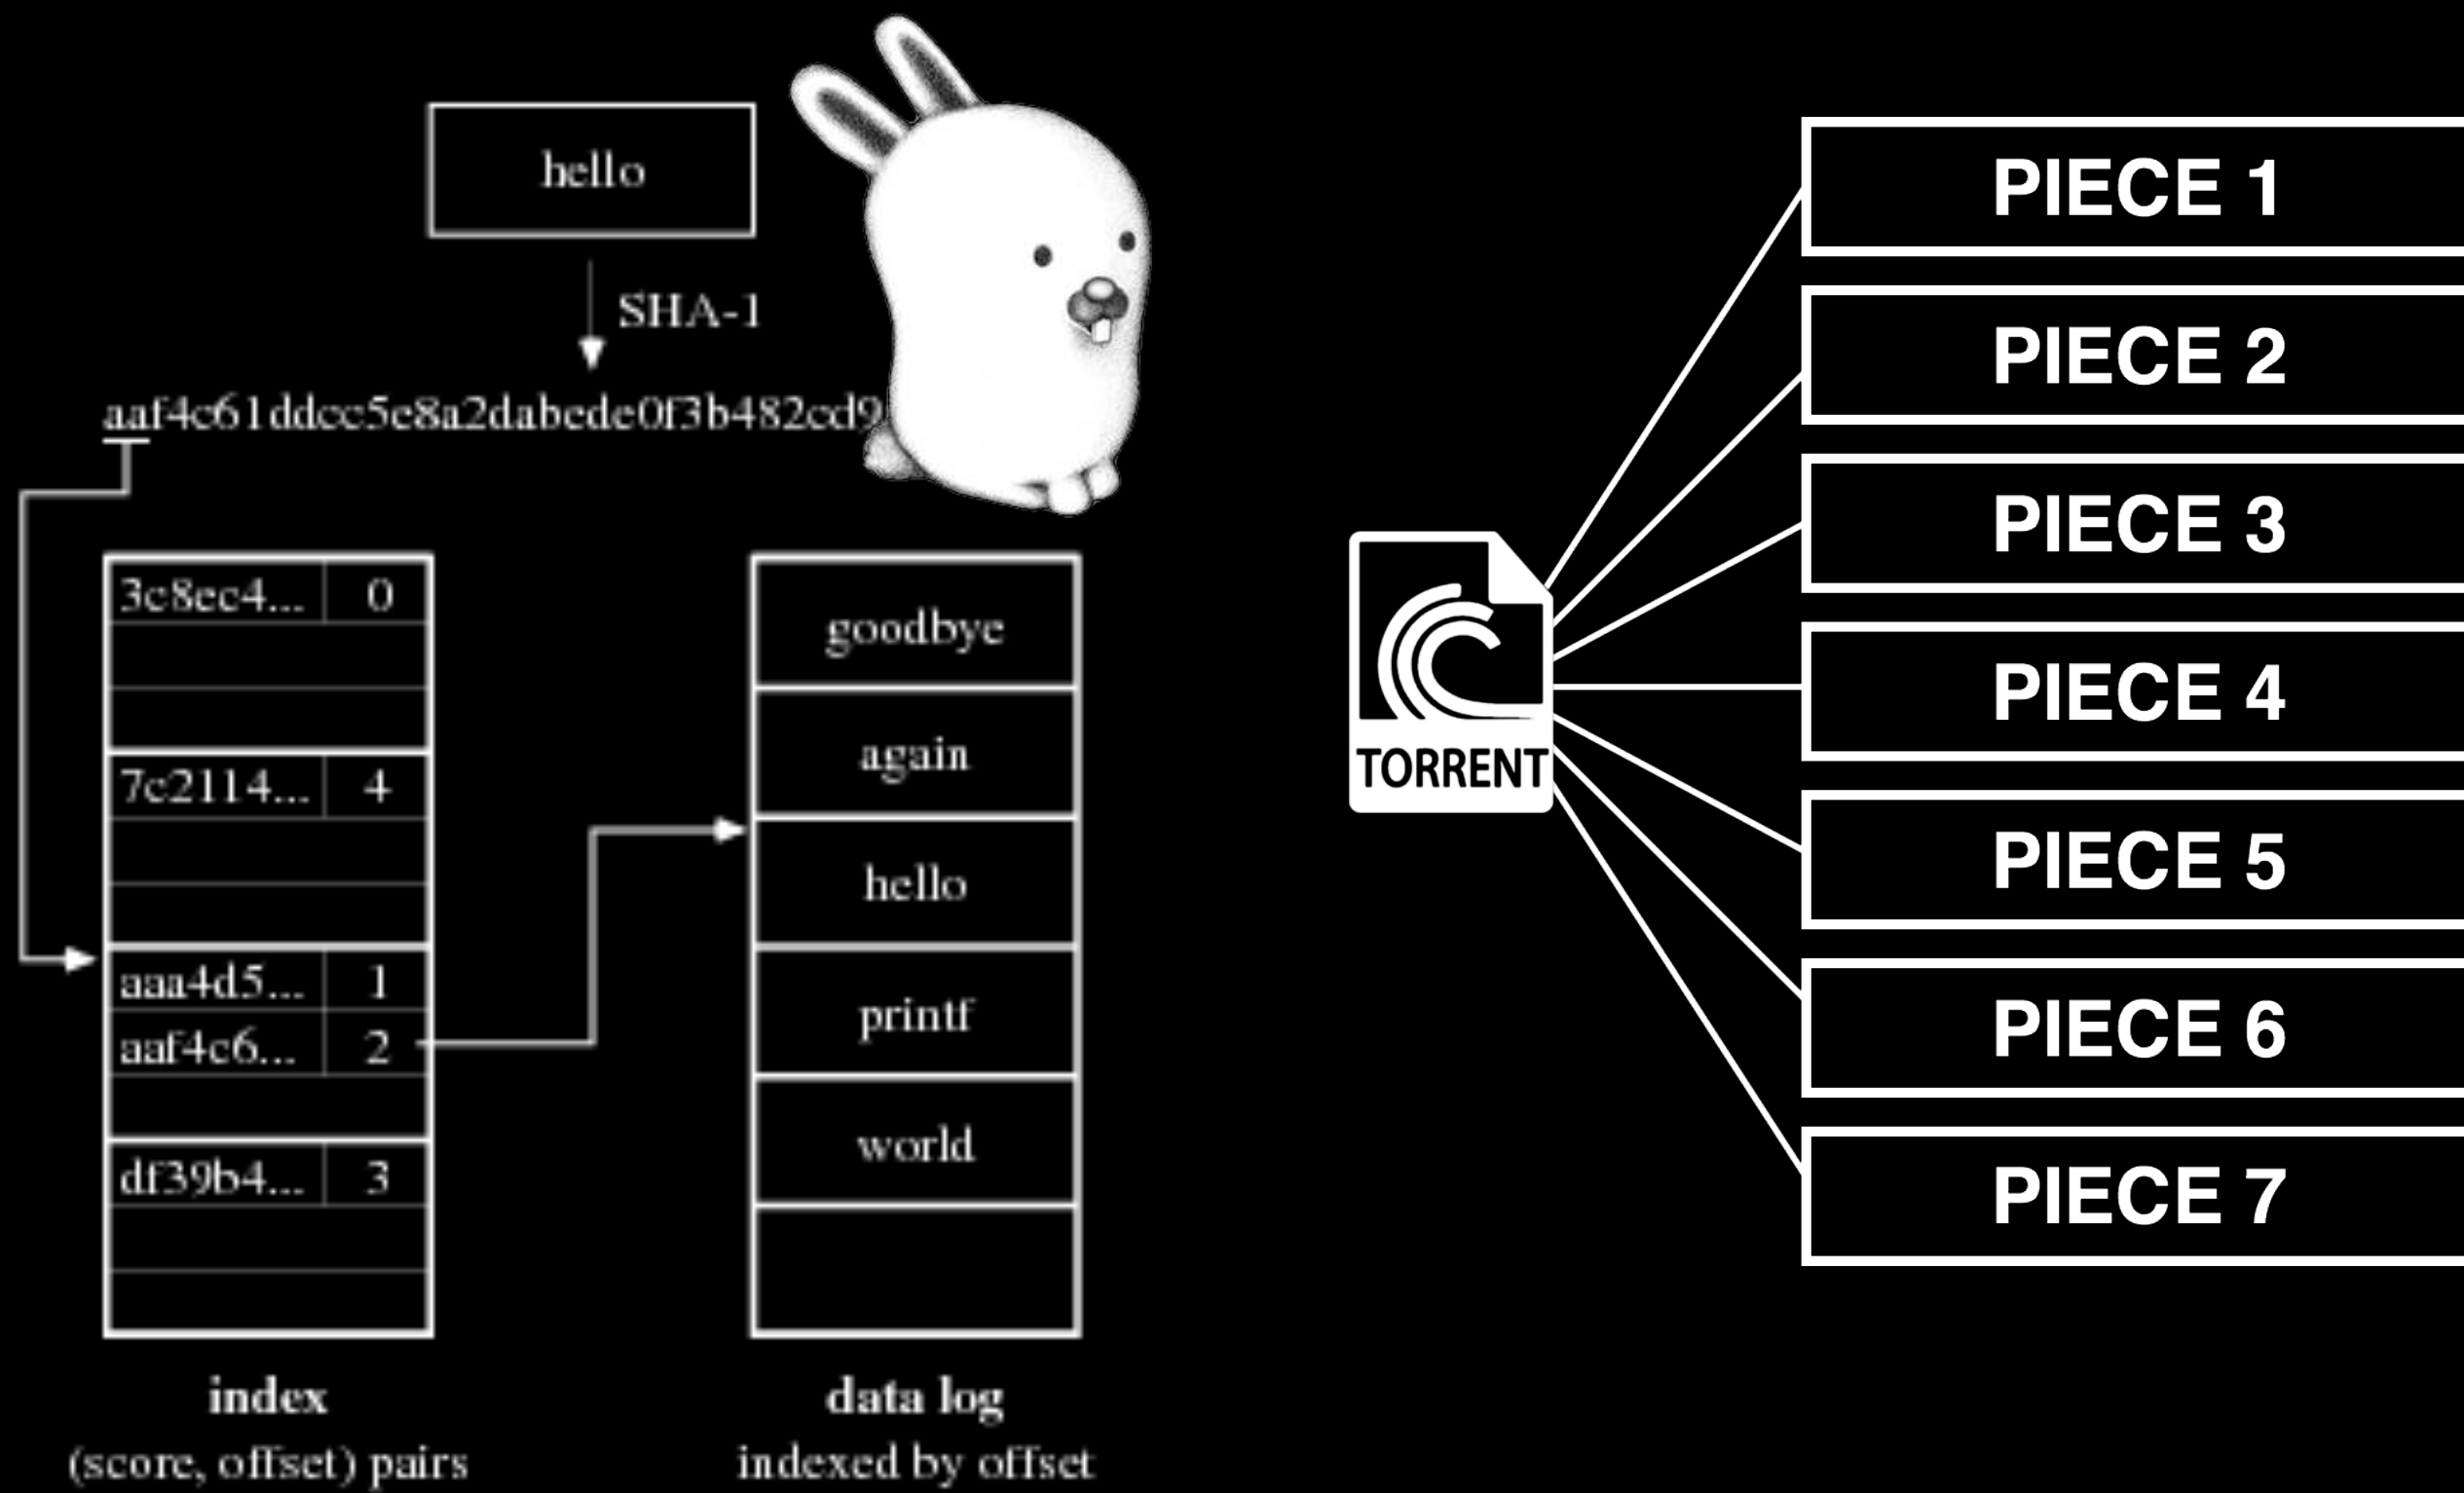 hello
SHA-1
aaf4c61ddcc5e8a2dabede0f3b482cd9
3c8ec4... 0
7c2114... 4
aaa4d5... 1
aaf4c6... 2
df39b4... 3
index
(score, offset) pairs
goodbye
again
hello
printf
world
data log
indexed by offset
TORRENT
PIECE 1
PIECE 2
PIECE 3
PIECE 4
PIECE 5
PIECE 6
PIECE 7